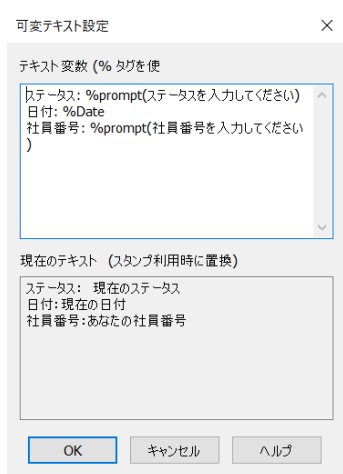 可変テキスト設定
テキスト変数 (% タグを使
ステータス: %prompt(ステータスを入力してください)
日付: %Date
社員番号: %prompt(社員番号を入力してください
)
現在のテキスト (スタンプ利用時に置換)
ステータス: 現在のステータス
日付:現在の日付
社員番号:あなたの社員番号
OK キャンセル ヘルプ